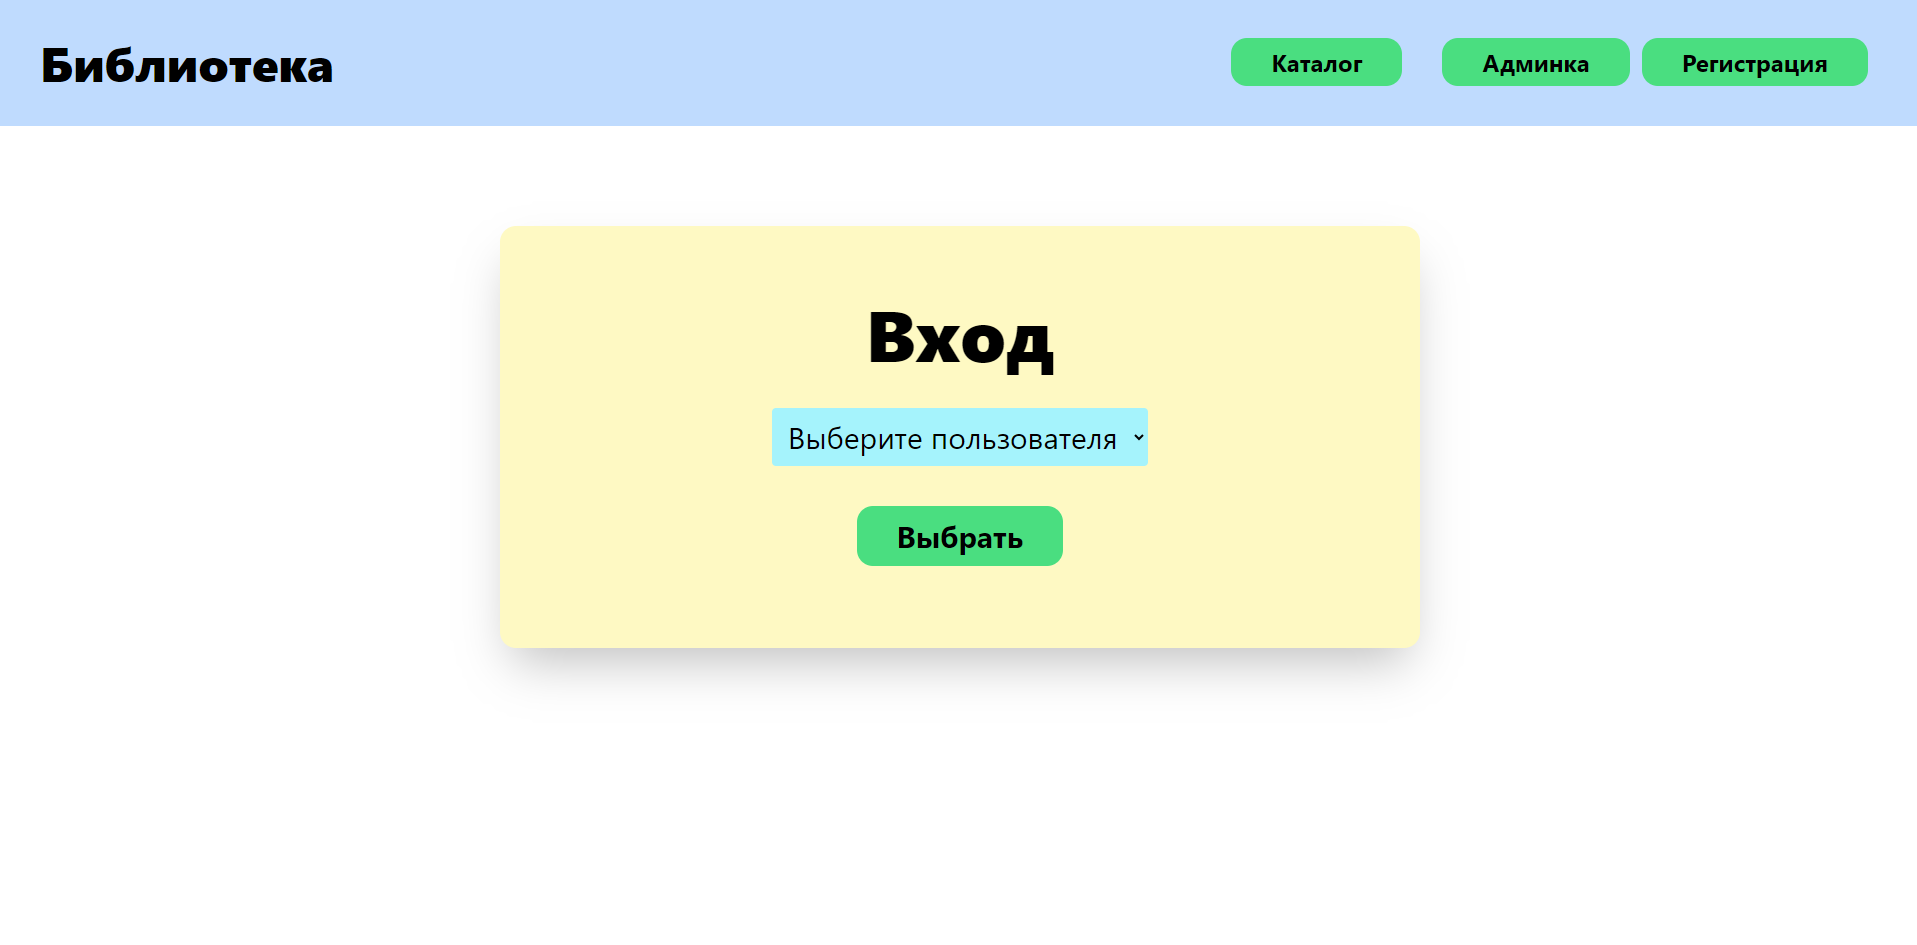 Библиотека
Каталог
Админка
Регистрация
Вход
Выберите пользователя
Выбрать